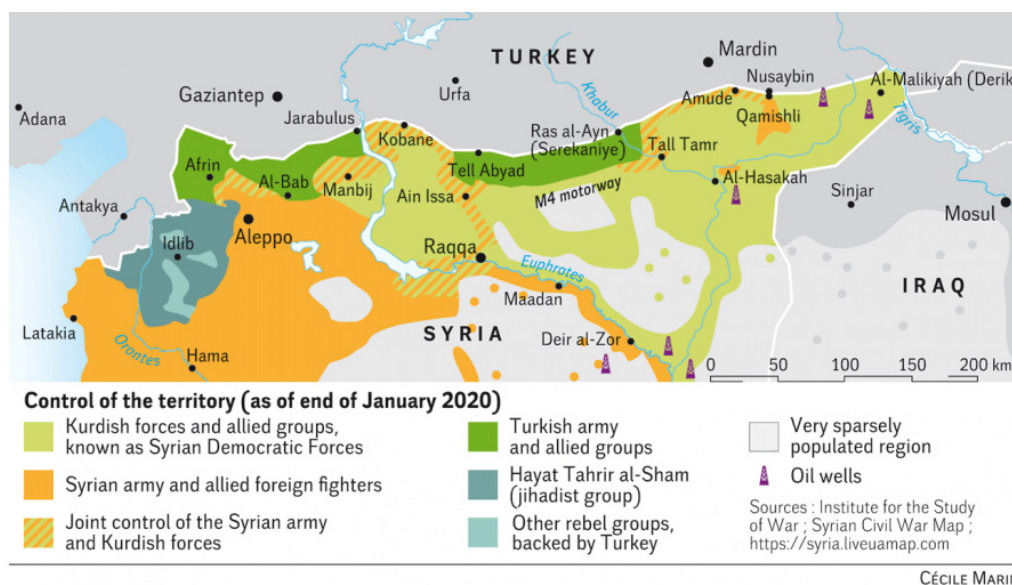 TURKEY
Mardin
Nusaybin
Al-Malikiyah (Derik
Gaziantep
Urfa
Khabur
Amude
Qamishli
Tigris
Adana
Jarabulus
Kobane
Ras al-Ayn
(Serekaniye)
Tall Tamr
Afrin
Tell Abyad
Al-Bab
Manbij
Ain Issa
M4 motorway
Al-Hasakah
Sinjar
Antakya
Mosul
Aleppo
Idlib
Raqqa
Euphrates
IRAQ
Maadan
Latakia
SYRIA
Deir al-Zor
Orontes
Hama
0 50 100 150 200 km
Control of the territory (as of end of January 2020)
Kurdish forces and allied groups,
known as Syrian Democratic Forces
Syrian army and allied foreign fighters
Joint control of the Syrian army
and Kurdish forces
Turkish army
and allied groups
Hayat Tahrir al-Sham
(jihadist group)
Other rebel groups,
backed by Turkey
Very sparsely
populated region
Oil wells
Sources : Institute for the Study
of War ; Syrian Civil War Map ;
https://syria.liveuamap.com
CÉCILE MARIN